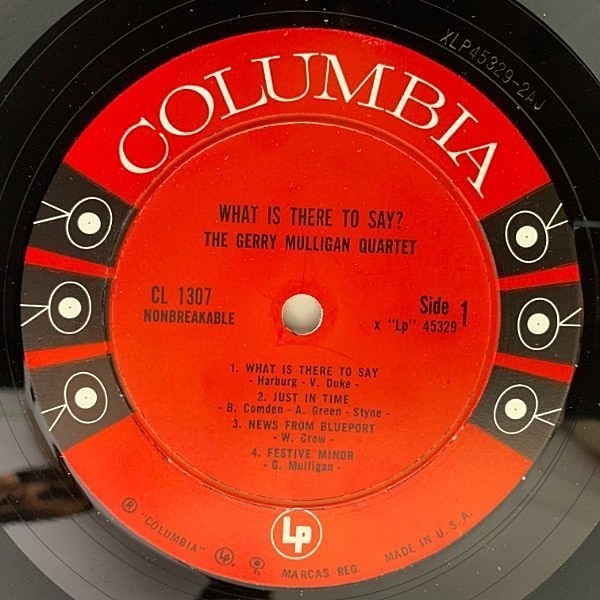 XLP45329-2AJ
COLUMBIA
WHAT IS THERE TO SAY?
THE GERRY MULLIGAN QUARTET
CL 1307
NONBREAKABLE
Side 1
x "Lp" 45329
1. WHAT IS THERE TO SAY
- Harburg - V. Duke -
2. JUST IN TIME
- B. Comden - A. Green - Styne -
3. NEWS FROM BLUEPORT
- W. Crow -
4. FESTIVE MINOR
- G. Mulligan -
Lp
® "COLUMBIA" Lp. MARCAS REG. MADE IN U.S.A.